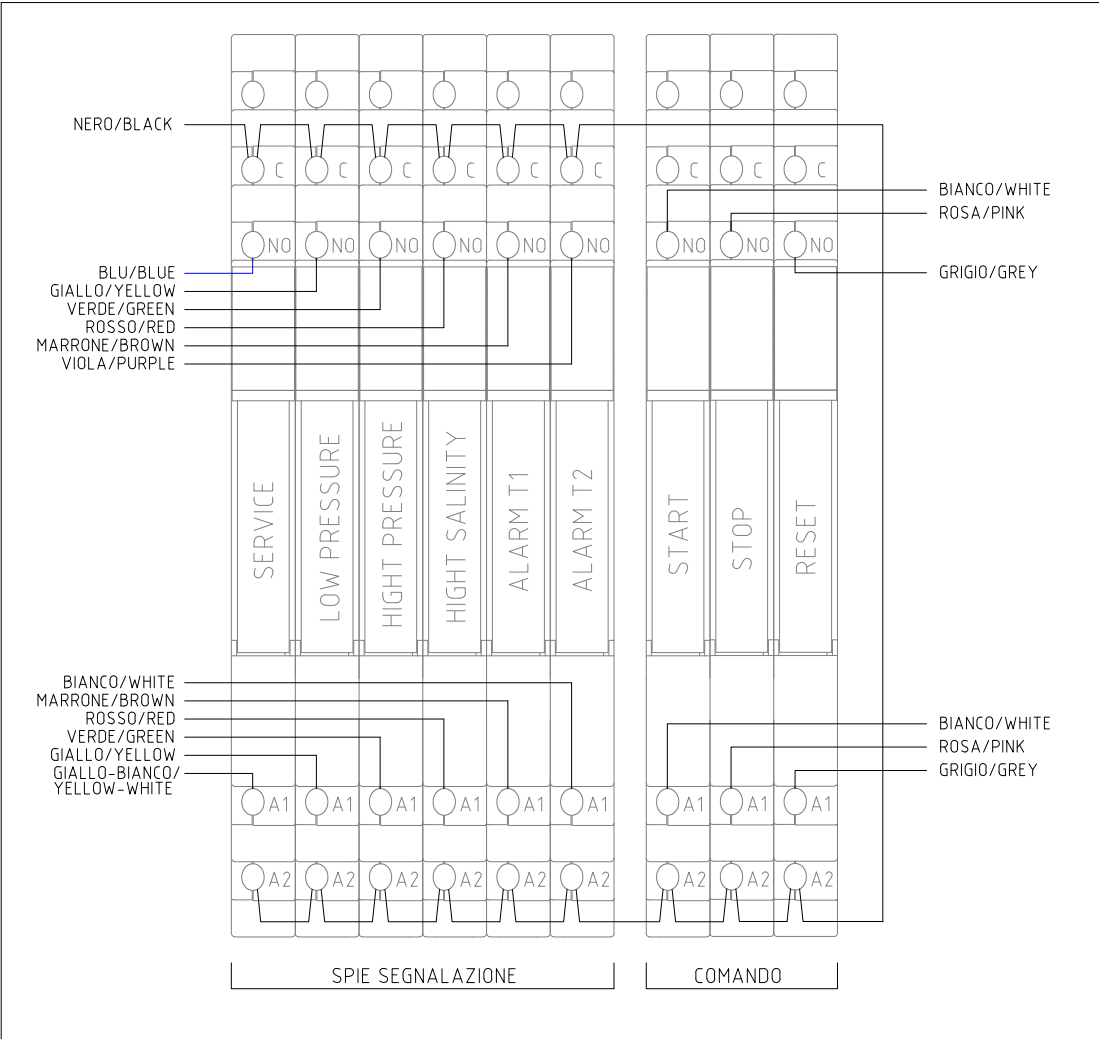 NERO/BLACK
C C C C C C C C C
BIANCO/WHITE
ROSA/PINK
NO NO NO NO NO NO NO NO NO
BLU/BLUE
GRIGIO/GREY
GIALLO/YELLOW
VERDE/GREEN
ROSSO/RED
MARRONE/BROWN
VIOLA/PURPLE
SERVICE
LOW PRESSURE
HIGHT PRESSURE
HIGHT SALINITY
ALARM T1
ALARM T2
START
STOP
RESET
BIANCO/WHITE
MARRONE/BROWN
ROSSO/RED
VERDE/GREEN
GIALLO/YELLOW
GIALLO-BIANCO/
YELLOW-WHITE
BIANCO/WHITE
ROSA/PINK
GRIGIO/GREY
A1 A1 A1 A1 A1 A1 A1 A1 A1
A2 A2 A2 A2 A2 A2 A2 A2 A2
SPIE SEGNALAZIONE
COMANDO